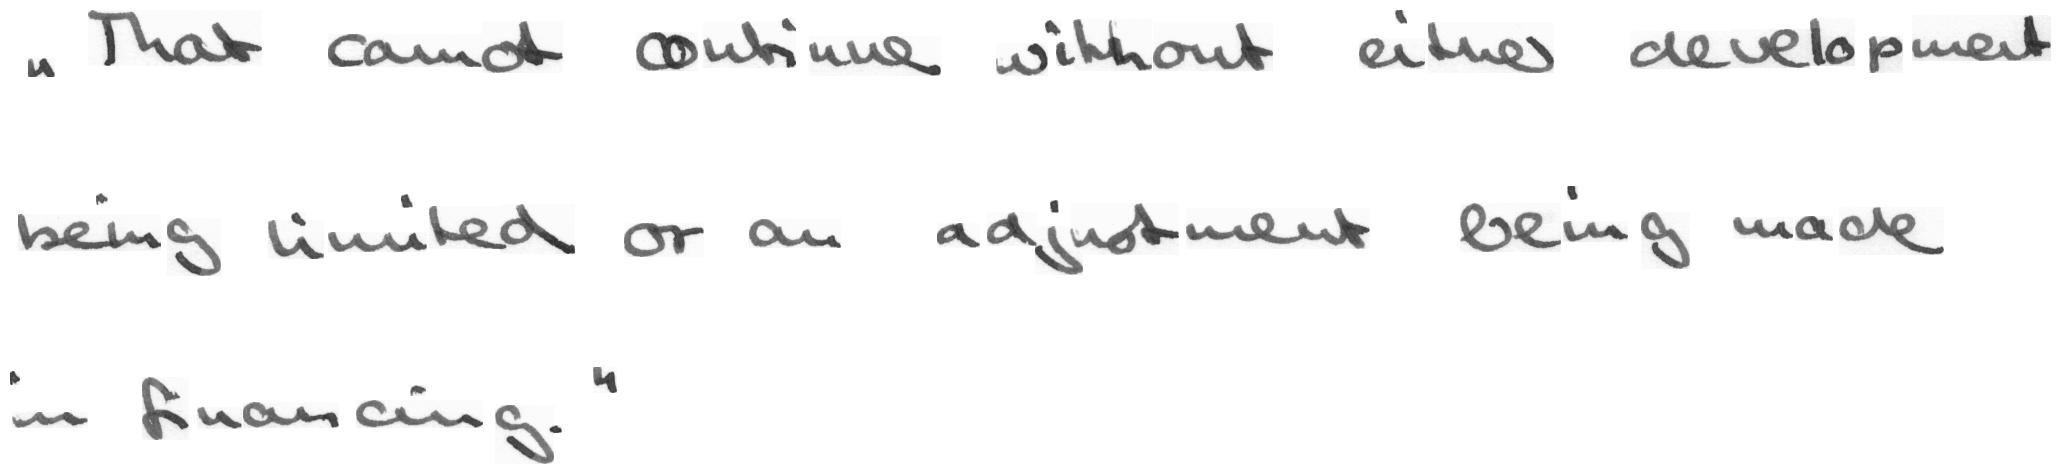 „That cannot continue without either development
being limited or an adjustment being made
in financing.“